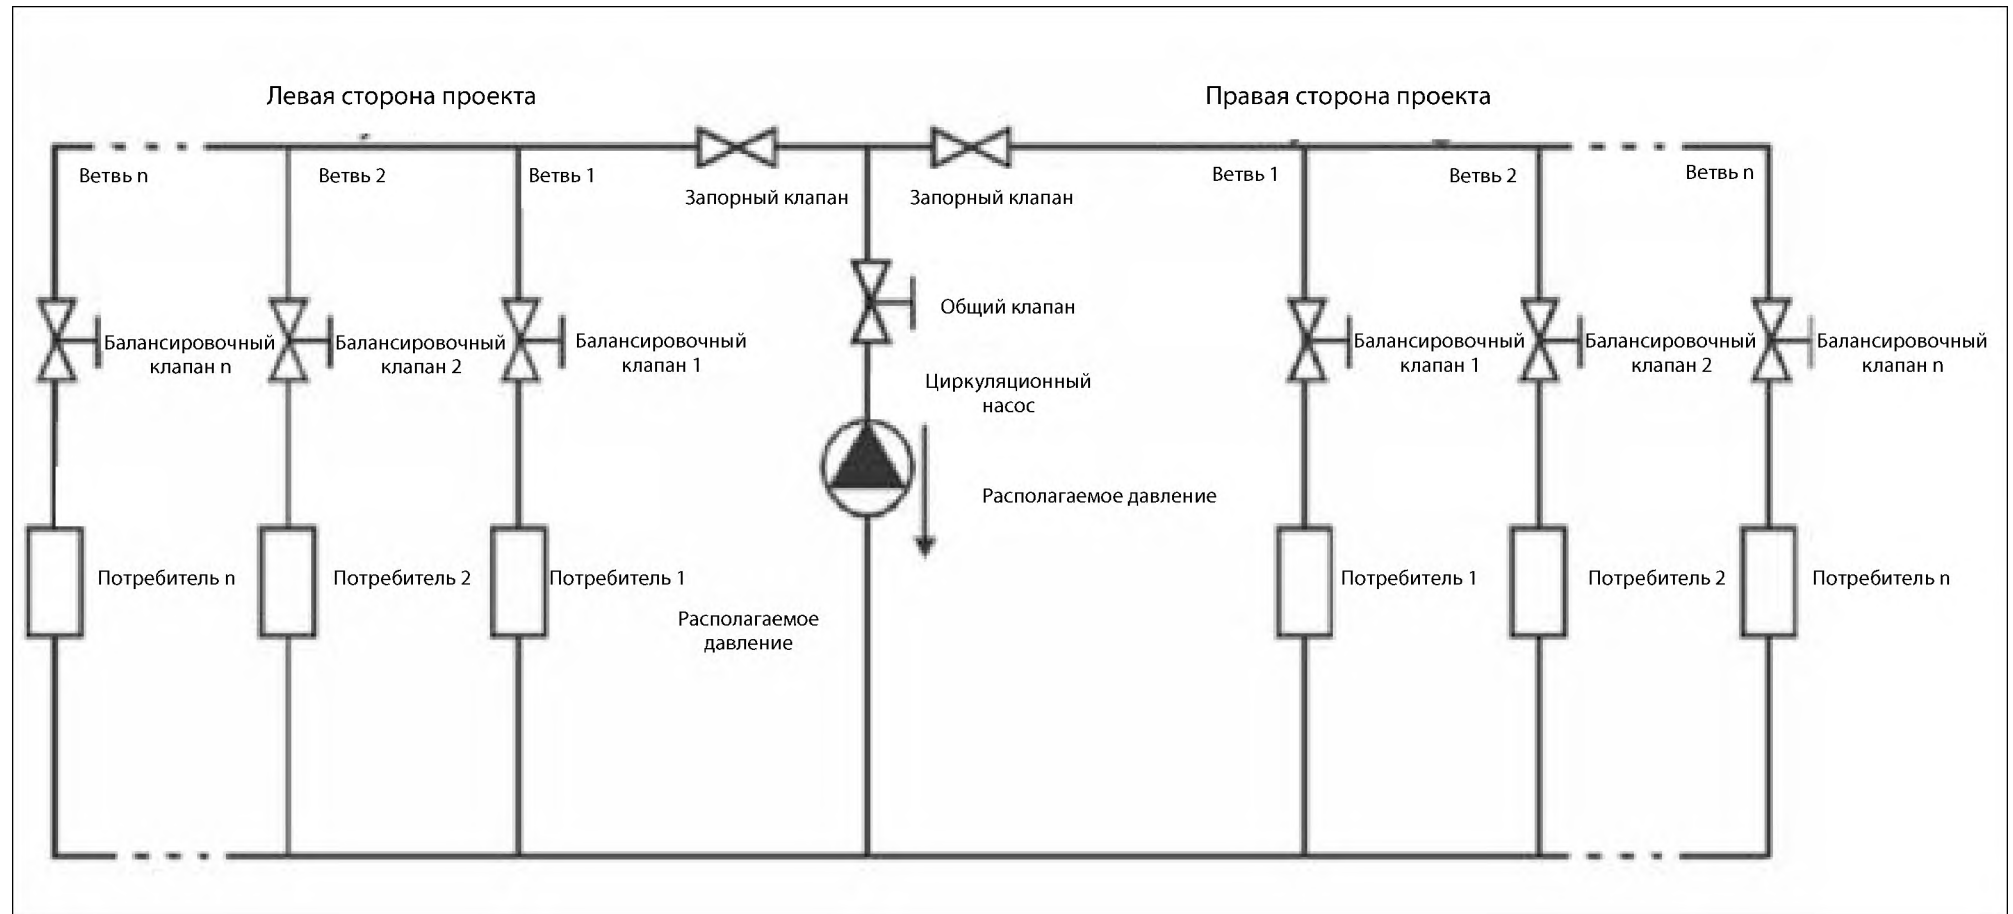 Левая сторона проекта
Правая сторона проекта
Ветвь n
Ветвь 2
Ветвь 1
Запорный клапан
Запорный клапан
Ветвь 1
Ветвь 2
Ветвь n
Общий клапан
Балансировочный
клапан n
Балансировочный
клапан 2
Балансировочный
клапан 1
Балансировочный
клапан 1
Балансировочный
клапан 2
Балансировочный
клапан n
Циркуляционный
насос
Располагаемое давление
Потребитель n
Потребитель 2
Потребитель 1
Потребитель 1
Потребитель 2
Потребитель n
Располагаемое
давление